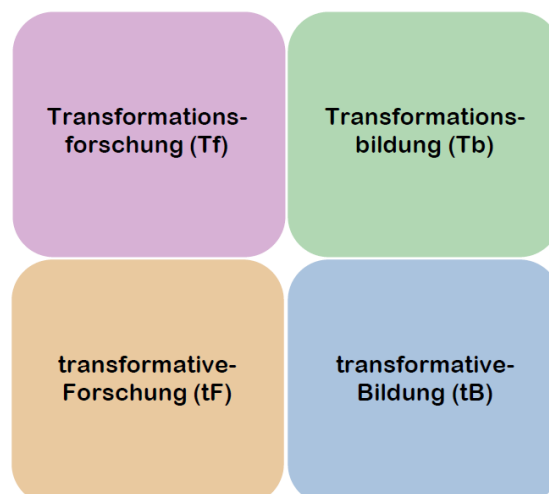 Transformations-
forschung (Tf)
Transformations-
bildung (Tb)
transformative-
Forschung (tF)
transformative-
Bildung (tB)